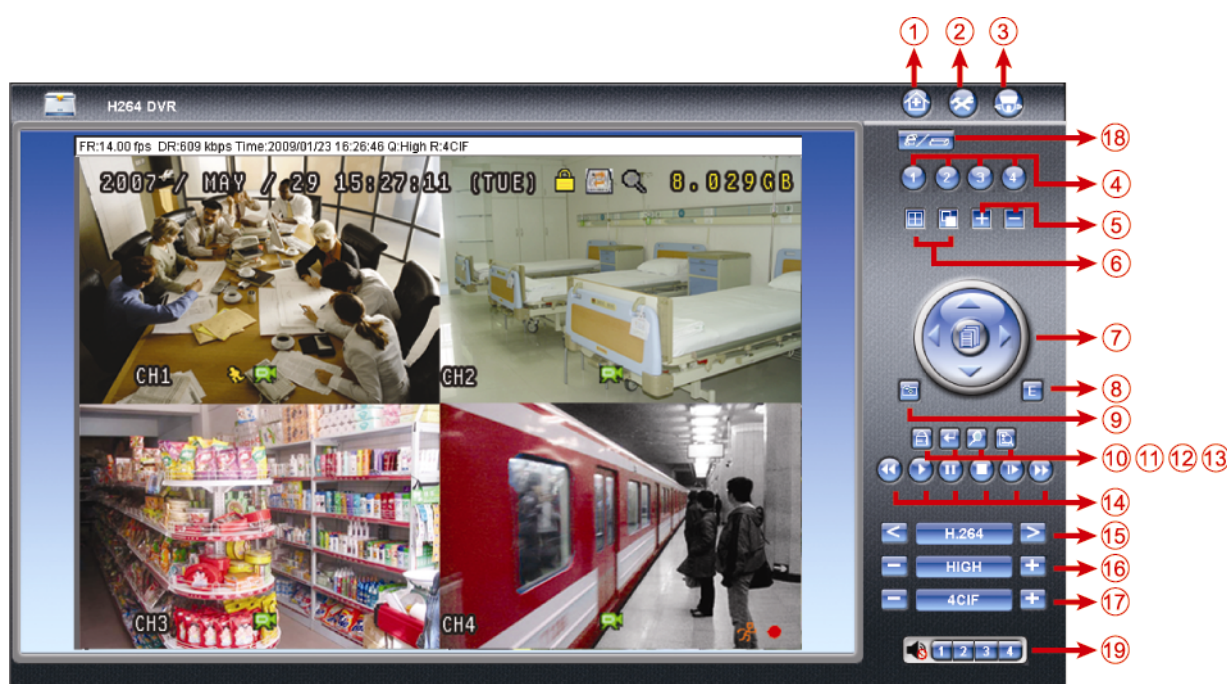 ① ② ③
H264 DVR
FR:14.00 fps DR:609 kbps Time:2009/01/23 16:26:46 Q:High R:4CIF
⑱
2007 / MAY / 29 15:27:11 (TUE) 8.029GB
1 2 3 4
④
⑤
⑥
⑦
CH1
CH2
E
⑧
⑨
⑩ ⑪ ⑫ ⑬
⑭
< H.264 >
⑮
− HIGH +
⑯
− 4CIF +
⑰
CH3
CH4
1 2 3 4
⑲